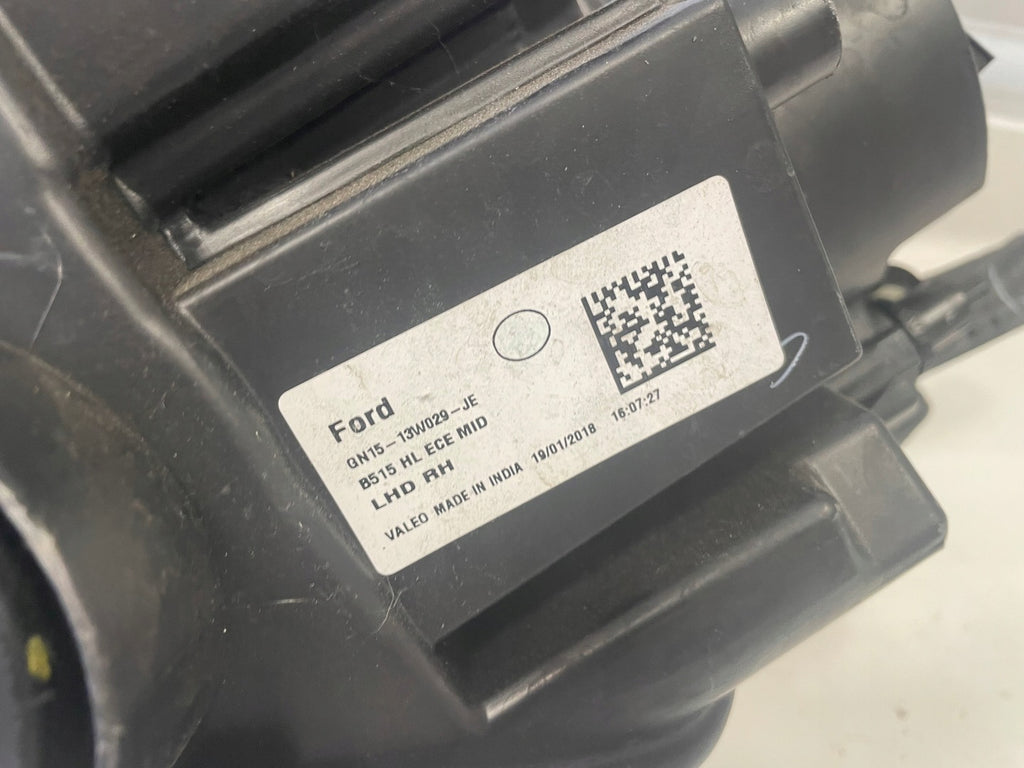 Ford
GN15-13W029-JE
B515 HL ECE MID
LHD RH
VALEO MADE IN INDIA 19/01/2018 16:07:27